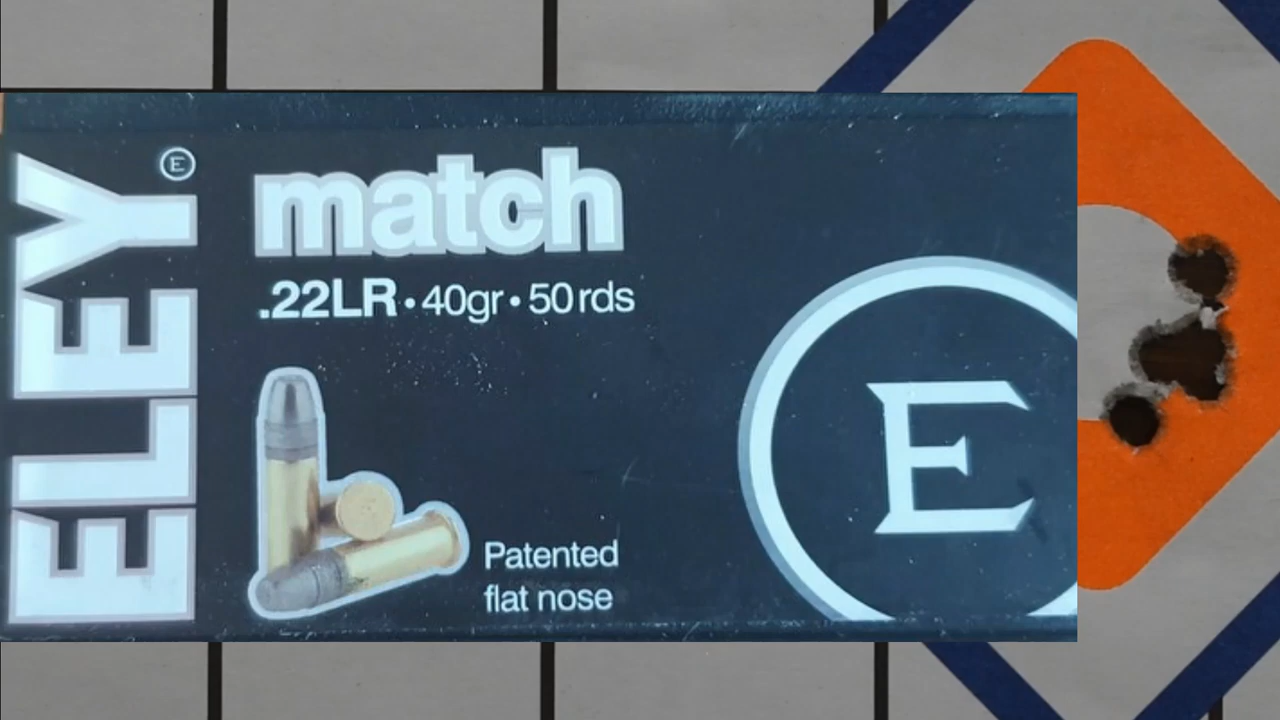 ELEY
E
match
.22LR • 40gr • 50 rds
Patented
flat nose
E